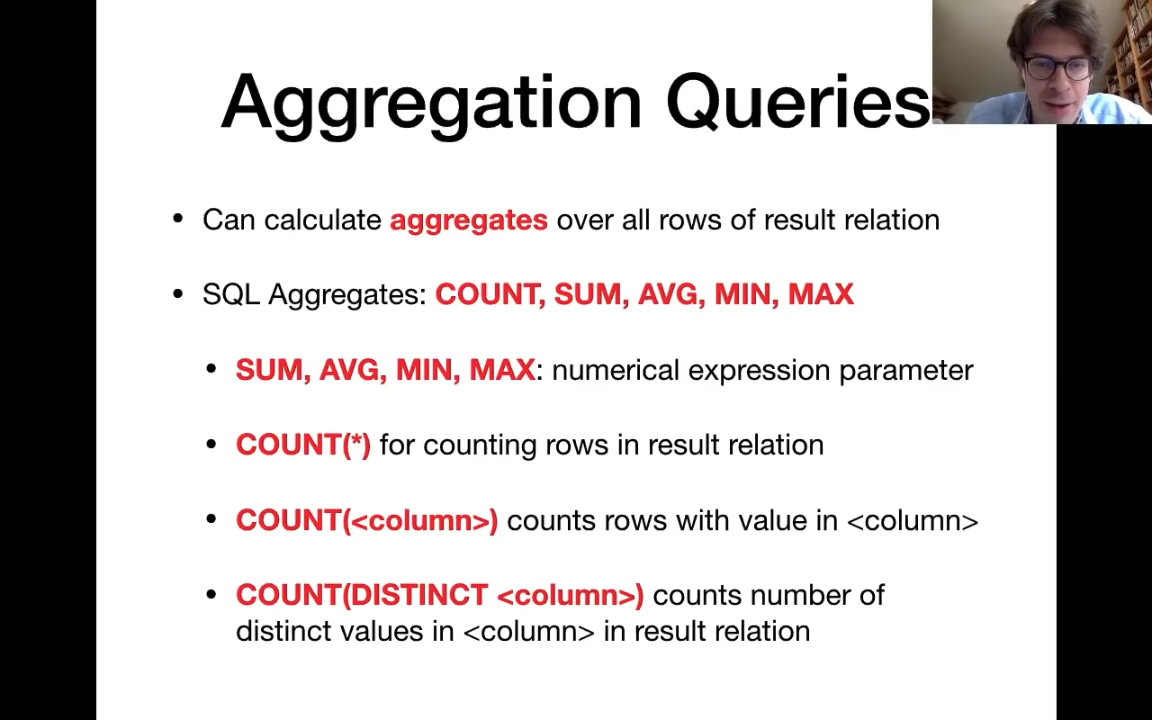 Aggregation Queries
• Can calculate aggregates over all rows of result relation
• SQL Aggregates: COUNT, SUM, AVG, MIN, MAX
• SUM, AVG, MIN, MAX: numerical expression parameter
• COUNT(*) for counting rows in result relation
• COUNT(<column>) counts rows with value in <column>
• COUNT(DISTINCT <column>) counts number of
distinct values in <column> in result relation